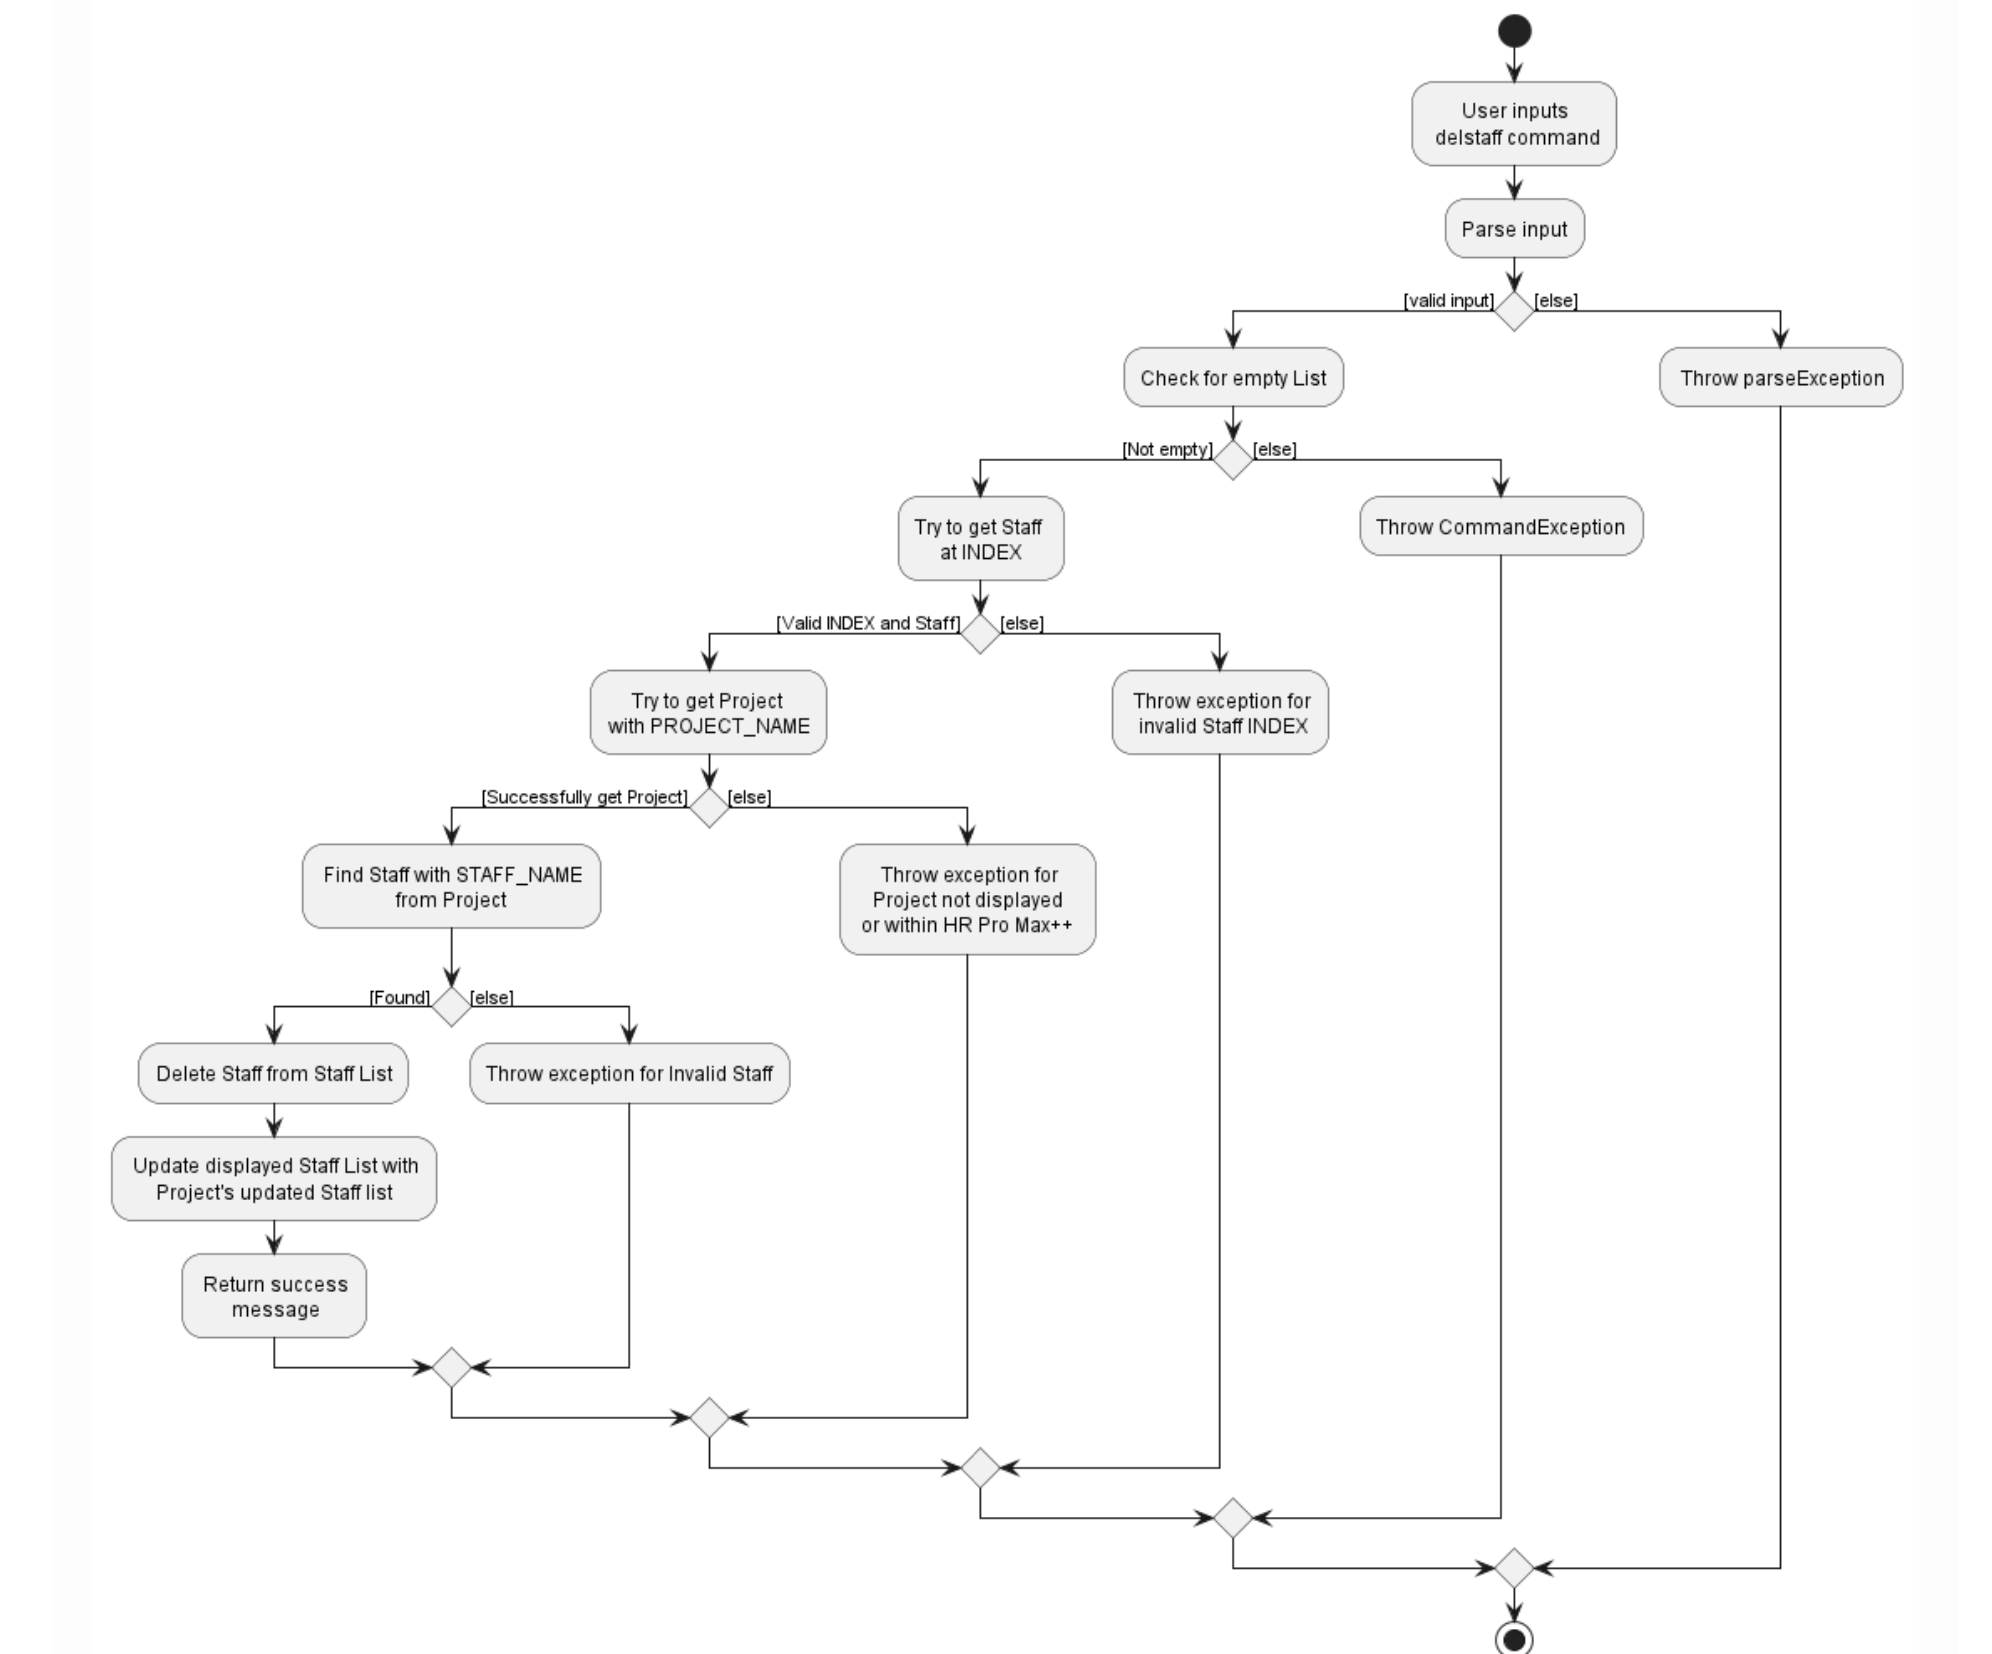 User inputs
delstaff command
Parse input
[valid input]
[else]
Check for empty List
Throw parseException
[Not empty]
[else]
Try to get Staff
at INDEX
Throw CommandException
[Valid INDEX and Staff]
[else]
Try to get Project
with PROJECT_NAME
Throw exception for
invalid Staff INDEX
[Successfully get Project]
[else]
Find Staff with STAFF_NAME
from Project
Throw exception for
Project not displayed
or within HR Pro Max++
[Found]
[else]
Delete Staff from Staff List
Throw exception for Invalid Staff
Update displayed Staff List with
Project's updated Staff list
Return success
message